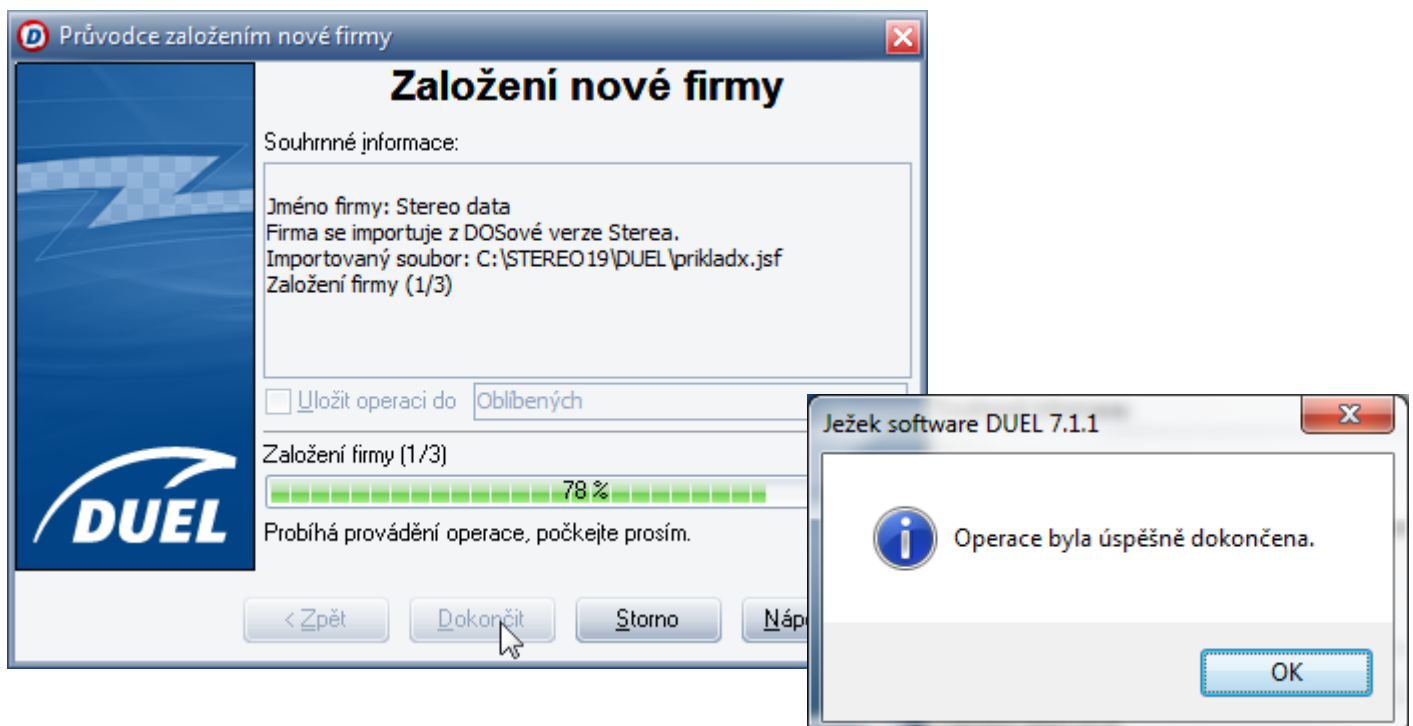 Průvodce založením nové firmy
Založení nové firmy
Souhrnné informace:
Jméno firmy: Stereo data
Firma se importuje z DOSové verze Sterea.
Importovaný soubor: C:\STEREO19\DUEL\prikladx.jsf
Založení firmy (1/3)
Uložit operaci do Oblíbených
Založení firmy (1/3)
78 %
Probíhá provádění operace, počkejte prosím.
DUEL
< Zpět Dokončit Storno
Ježek software DUEL 7.1.1
Operace byla úspěšně dokončena.
OK